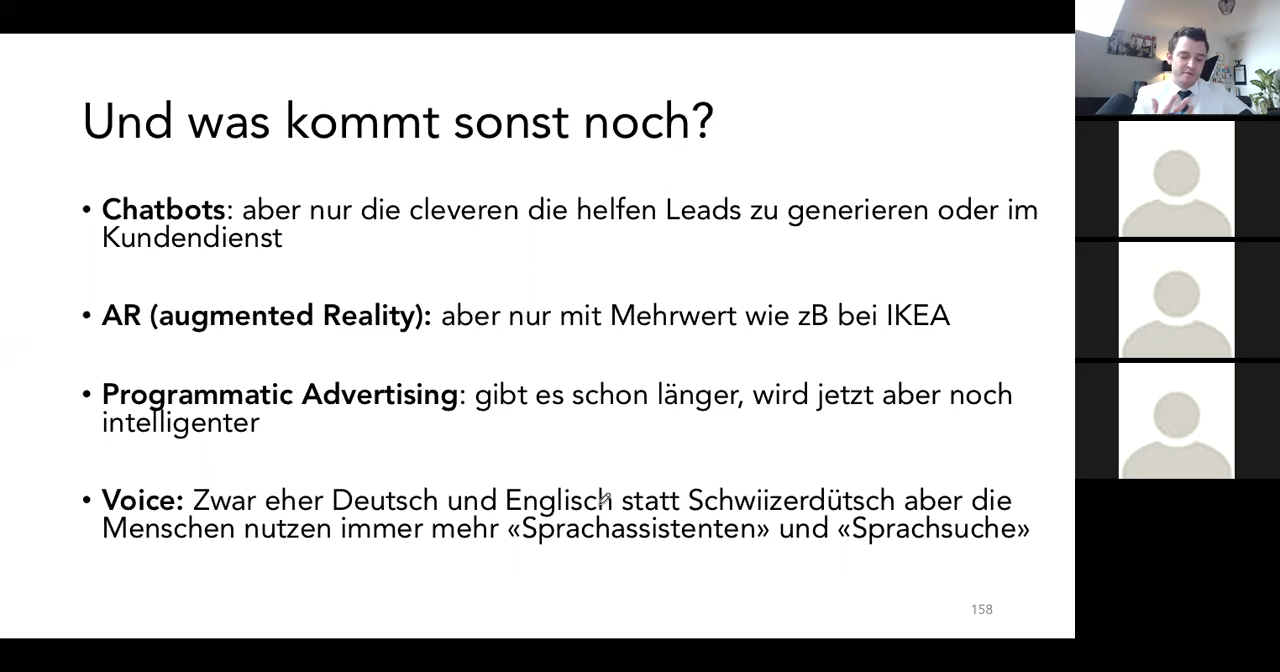 Und was kommt sonst noch?
• Chatbots: aber nur die cleveren die helfen Leads zu generieren oder im
Kundendienst
• AR (augmented Reality): aber nur mit Mehrwert wie zB bei IKEA
• Programmatic Advertising: gibt es schon länger, wird jetzt aber noch
intelligenter
• Voice: Zwar eher Deutsch und Englisch statt Schwiizerdütsch aber die
Menschen nutzen immer mehr «Sprachassistenten» und «Sprachsuche»
158